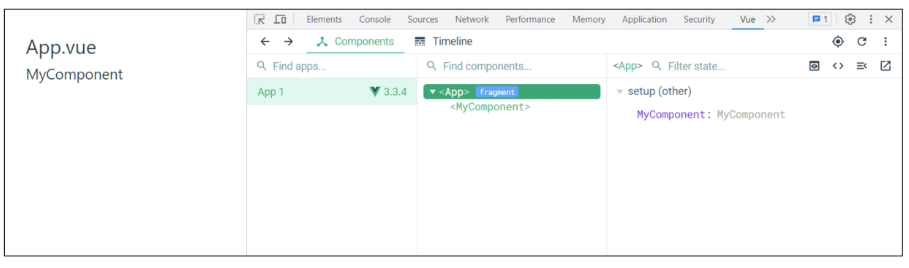 App.vue
MyComponent
Elements Console Sources Network Performance Memory Application Security Vue >> 1
Components Timeline
Find apps...
App 1 3.3.4
Find components...
<App> fragment
<MyComponent>
<App> Filter state...
setup (other)
MyComponent: MyComponent